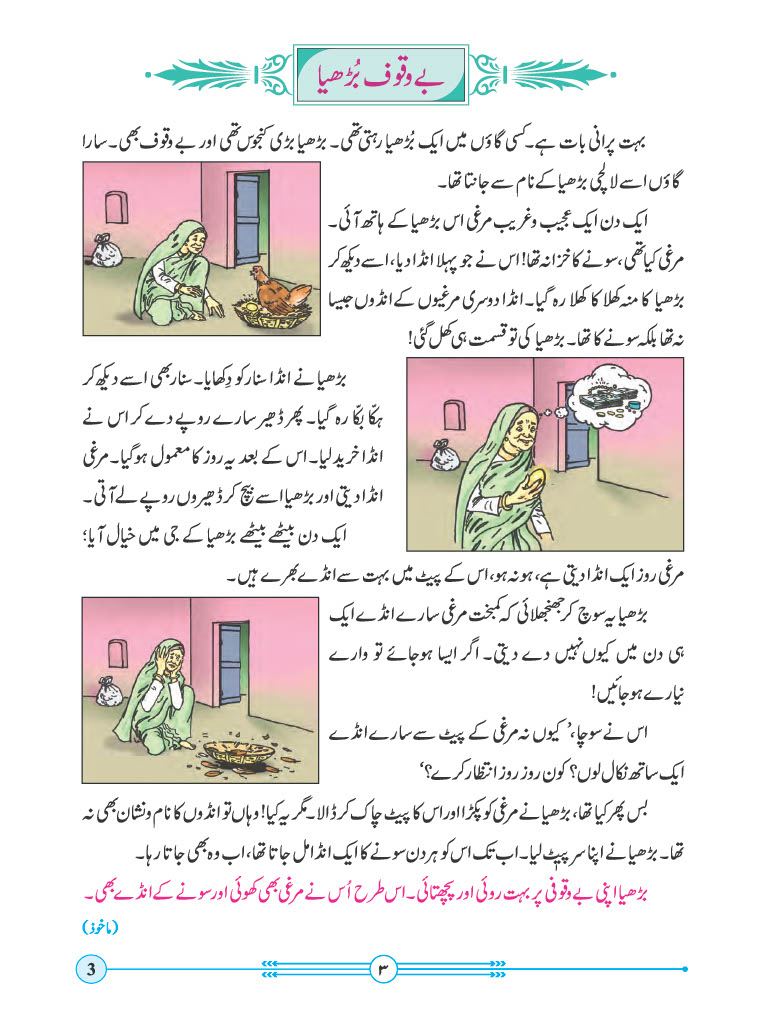 بے وقوف بُڑھیا
بہت پرانی بات ہے۔ کسی گاؤں میں ایک بُڑھیا رہتی تھی۔ بڑھیا بڑی کنجوس تھی اور بے وقوف بھی۔ سارا
گاؤں اسے لالچی بڑھیا کے نام سے جانتا تھا۔
ایک دن ایک عجیب و غریب مرغی اس بڑھیا کے ہاتھ آئی۔
مرغی کیا تھی، سونے کا خزانہ تھا! اس نے جو پہلا انڈا دیا، اسے دیکھ کر
بڑھیا کا منہ کھلا کا کھلا رہ گیا۔ انڈا دوسری مرغیوں کے انڈوں جیسا
نہ تھا بلکہ سونے کا تھا۔ بڑھیا کی تو قسمت ہی کھل گئی!
بڑھیا نے انڈا سنار کو دِکھایا۔ سنار بھی اسے دیکھ کر
ہکّا بکّا رہ گیا۔ پھر ڈھیر سارے روپے دے کر اس نے
انڈا خرید لیا۔ اس کے بعد یہ روز کا معمول ہوگیا۔ مرغی
انڈا دیتی اور بڑھیا اسے بیچ کر ڈھیروں روپے لے آتی۔
ایک دن بیٹھے بیٹھے بڑھیا کے جی میں خیال آیا؛
مرغی روز ایک انڈا دیتی ہے، ہو نہ ہو، اس کے پیٹ میں بہت سے انڈے بھرے ہیں۔
بڑھیا یہ سوچ کر جھنجھلائی کہ کمبخت مرغی سارے انڈے ایک
ہی دن میں کیوں نہیں دے دیتی۔ اگر ایسا ہوجائے تو وارے
نیارے ہوجائیں!
اس نے سوچا، ’کیوں نہ مرغی کے پیٹ سے سارے انڈے
ایک ساتھ نکال لوں؟ کون روز روز انتظار کرے؟‘
بس پھر کیا تھا، بڑھیا نے مرغی کو پکڑا اور اس کا پیٹ چاک کر ڈالا۔ مگر یہ کیا! وہاں تو انڈوں کا نام و نشان بھی نہ
تھا۔ بڑھیا نے اپنا سر پیٹ لیا۔ اب تک اس کو ہر دن سونے کا ایک انڈا مل جاتا تھا، اب وہ بھی جاتا رہا۔
بڑھیا اپنی بے وقوفی پر بہت روئی اور پچھتائی۔ اس طرح اُس نے مرغی بھی کھوئی اور سونے کے انڈے بھی۔
(ماخوذ)
3
۳